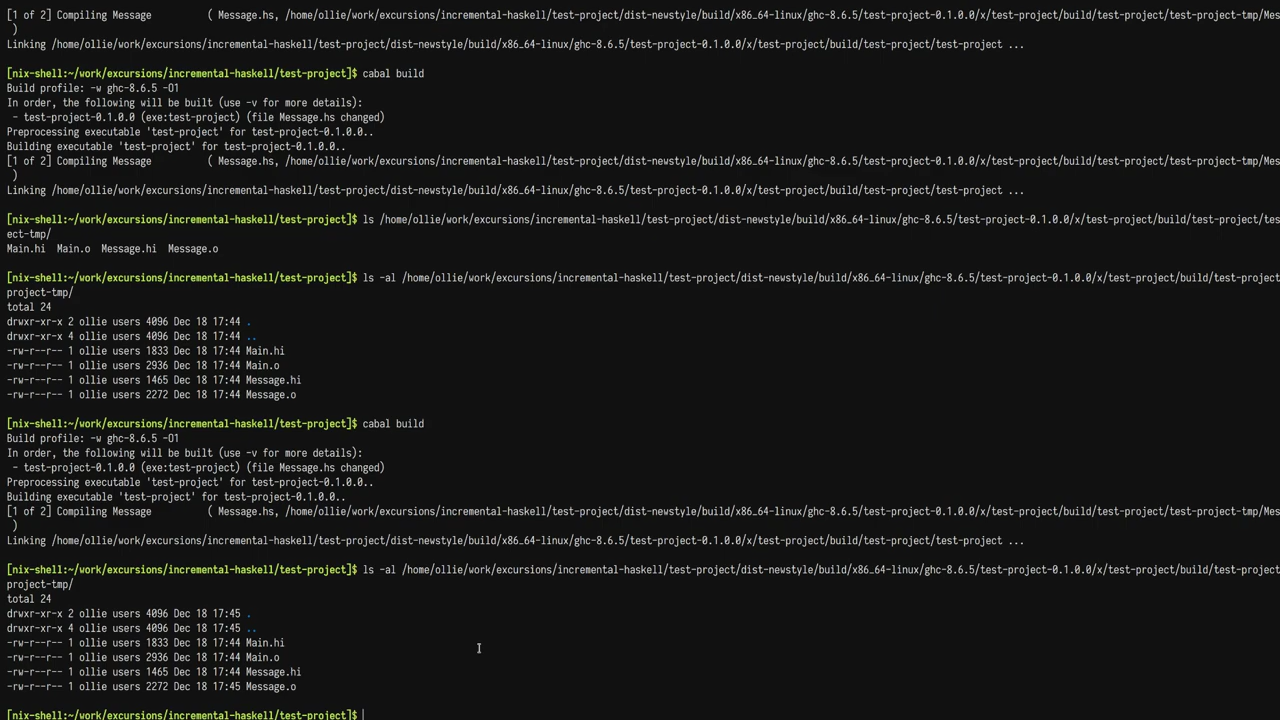 [1 of 2] Compiling Message          ( Message.hs, /home/ollie/work/excursions/incremental-haskell/test-project/dist-newstyle/build/x86_64-linux/ghc-8.6.5/test-project-0.1.0.0/x/test-project/build/test-project/test-project-tmp/Mes
)
Linking /home/ollie/work/excursions/incremental-haskell/test-project/dist-newstyle/build/x86_64-linux/ghc-8.6.5/test-project-0.1.0.0/x/test-project/build/test-project/test-project ...
[nix-shell:~/work/excursions/incremental-haskell/test-project]$ cabal build
Build profile: -w ghc-8.6.5 -O1
In order, the following will be built (use -v for more details):
 - test-project-0.1.0.0 (exe:test-project) (file Message.hs changed)
Preprocessing executable 'test-project' for test-project-0.1.0.0..
Building executable 'test-project' for test-project-0.1.0.0..
[1 of 2] Compiling Message          ( Message.hs, /home/ollie/work/excursions/incremental-haskell/test-project/dist-newstyle/build/x86_64-linux/ghc-8.6.5/test-project-0.1.0.0/x/test-project/build/test-project/test-project-tmp/Mes
)
Linking /home/ollie/work/excursions/incremental-haskell/test-project/dist-newstyle/build/x86_64-linux/ghc-8.6.5/test-project-0.1.0.0/x/test-project/build/test-project/test-project ...
[nix-shell:~/work/excursions/incremental-haskell/test-project]$ ls /home/ollie/work/excursions/incremental-haskell/test-project/dist-newstyle/build/x86_64-linux/ghc-8.6.5/test-project-0.1.0.0/x/test-project/build/test-project/tes
ect-tmp/
Main.hi  Main.o  Message.hi  Message.o
[nix-shell:~/work/excursions/incremental-haskell/test-project]$ ls -al /home/ollie/work/excursions/incremental-haskell/test-project/dist-newstyle/build/x86_64-linux/ghc-8.6.5/test-project-0.1.0.0/x/test-project/build/test-project
project-tmp/
total 24
drwxr-xr-x 2 ollie users 4096 Dec 18 17:44 .
drwxr-xr-x 4 ollie users 4096 Dec 18 17:44 ..
-rw-r--r-- 1 ollie users 1833 Dec 18 17:44 Main.hi
-rw-r--r-- 1 ollie users 2936 Dec 18 17:44 Main.o
-rw-r--r-- 1 ollie users 1465 Dec 18 17:44 Message.hi
-rw-r--r-- 1 ollie users 2272 Dec 18 17:44 Message.o
[nix-shell:~/work/excursions/incremental-haskell/test-project]$ cabal build
Build profile: -w ghc-8.6.5 -O1
In order, the following will be built (use -v for more details):
 - test-project-0.1.0.0 (exe:test-project) (file Message.hs changed)
Preprocessing executable 'test-project' for test-project-0.1.0.0..
Building executable 'test-project' for test-project-0.1.0.0..
[1 of 2] Compiling Message          ( Message.hs, /home/ollie/work/excursions/incremental-haskell/test-project/dist-newstyle/build/x86_64-linux/ghc-8.6.5/test-project-0.1.0.0/x/test-project/build/test-project/test-project-tmp/Mes
)
Linking /home/ollie/work/excursions/incremental-haskell/test-project/dist-newstyle/build/x86_64-linux/ghc-8.6.5/test-project-0.1.0.0/x/test-project/build/test-project/test-project ...
[nix-shell:~/work/excursions/incremental-haskell/test-project]$ ls -al /home/ollie/work/excursions/incremental-haskell/test-project/dist-newstyle/build/x86_64-linux/ghc-8.6.5/test-project-0.1.0.0/x/test-project/build/test-project
project-tmp/
total 24
drwxr-xr-x 2 ollie users 4096 Dec 18 17:45 .
drwxr-xr-x 4 ollie users 4096 Dec 18 17:45 ..
-rw-r--r-- 1 ollie users 1833 Dec 18 17:44 Main.hi
-rw-r--r-- 1 ollie users 2936 Dec 18 17:44 Main.o
-rw-r--r-- 1 ollie users 1465 Dec 18 17:44 Message.hi
-rw-r--r-- 1 ollie users 2272 Dec 18 17:45 Message.o
[nix-shell:~/work/excursions/incremental-haskell/test-project]$